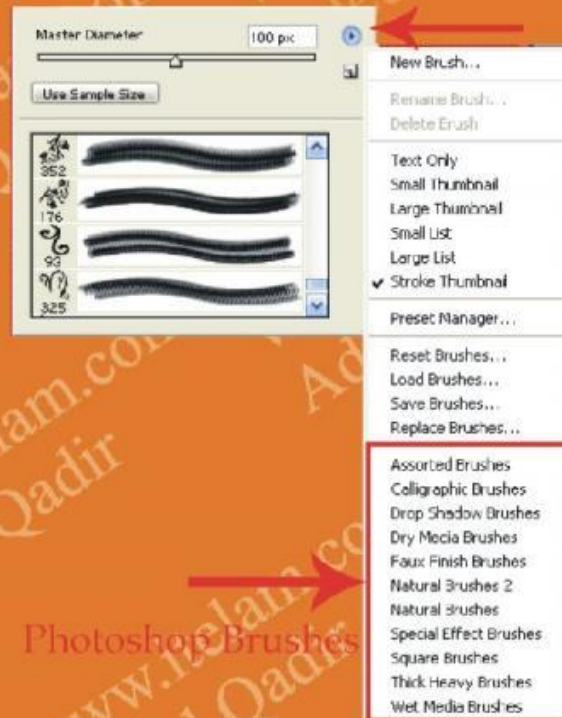 Master Diameter
100 px
Use Sample Size
352
176
93
325
New Brush...
Rename Brush...
Delete Brush
Text Only
Small Thumbnail
Large Thumbnail
Small List
Large List
Stroke Thumbnail
Preset Manager...
Reset Brushes...
Load Brushes...
Save Brushes...
Replace Brushes...
Assorted Brushes
Calligraphic Brushes
Drop Shadow Brushes
Dry Media Brushes
Faux Finish Brushes
Natural Brushes 2
Natural Brushes
Special Effect Brushes
Square Brushes
Thick Heavy Brushes
Wet Media Brushes
Photoshop Brushes
Qadir
Qadir